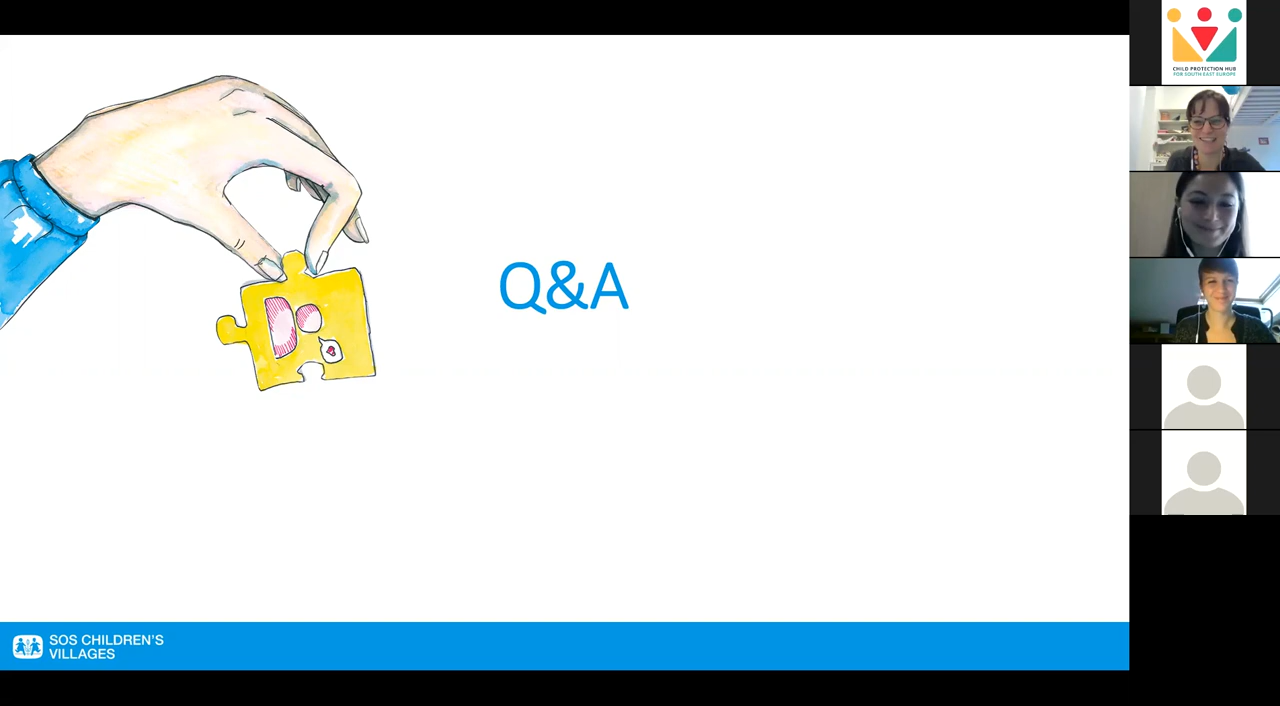 Q&A
SOS CHILDREN'S
VILLAGES
CHILD PROTECTION HUB
FOR SOUTH EAST EUROPE